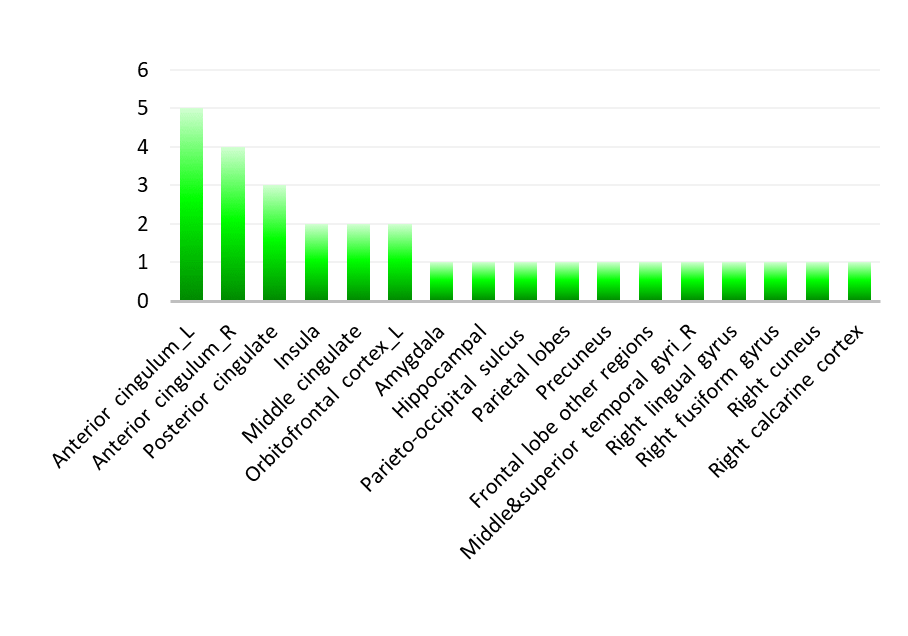 6
5
4
3
2
1
0
Anterior cingulum_L
Anterior cingulum_R
Posterior cingulate
Insula
Middle cingulate
Orbitofrontal cortex_L
Amygdala
Hippocampal
Parieto-occipital sulcus
Parietal lobes
Precuneus
Frontal lobe other regions
Middle&superior temporal gyri_R
Right lingual gyrus
Right fusiform gyrus
Right cuneus
Right calcarine cortex